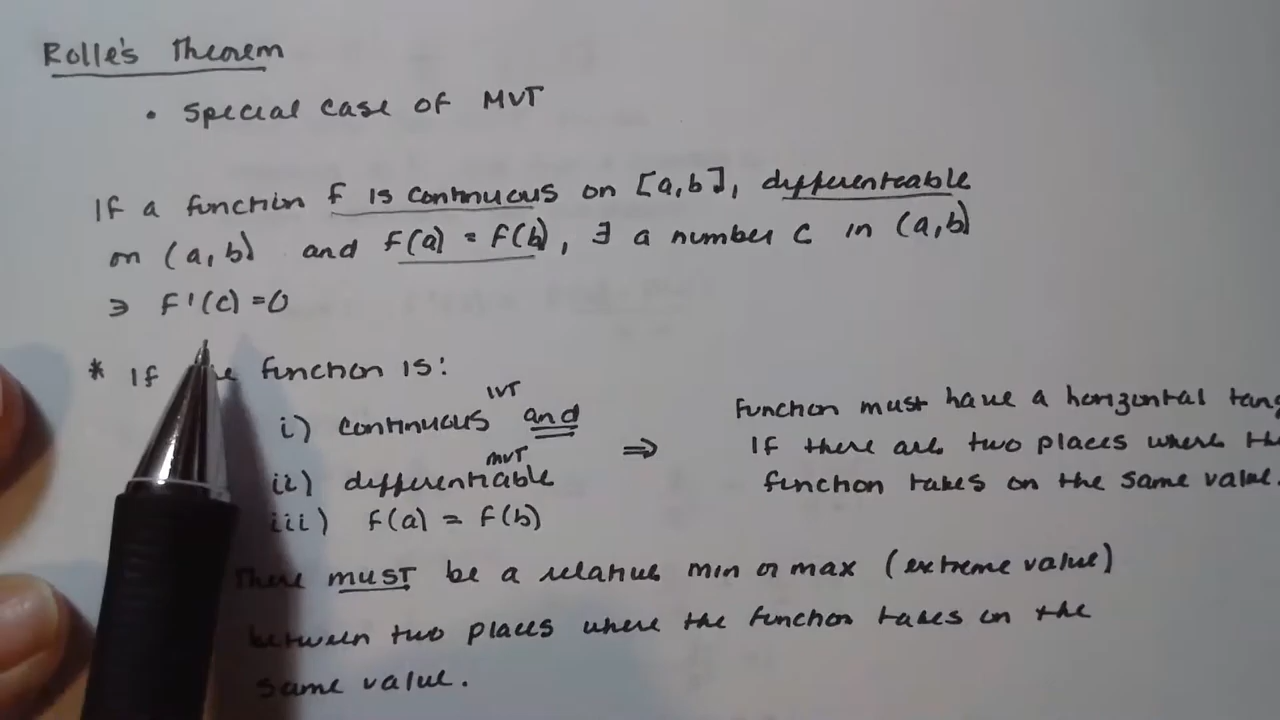 Rolle's Theorem
• Special case of MVT
If a function f is continuous on [a,b], differenteable
on (a,b) and f(a) = f(b), ∃ a number c in (a,b)
∋ f'(c) = 0
* If function is:
IVT
i) continuous and
MVT
ii) differentiable
iii) f(a) = f(b)
⇒ Function must have a horizontal
If there are two places where
function takes on the same value.
There must be a relative min or max (extreme value)
between two places where the function takes on the
same value.